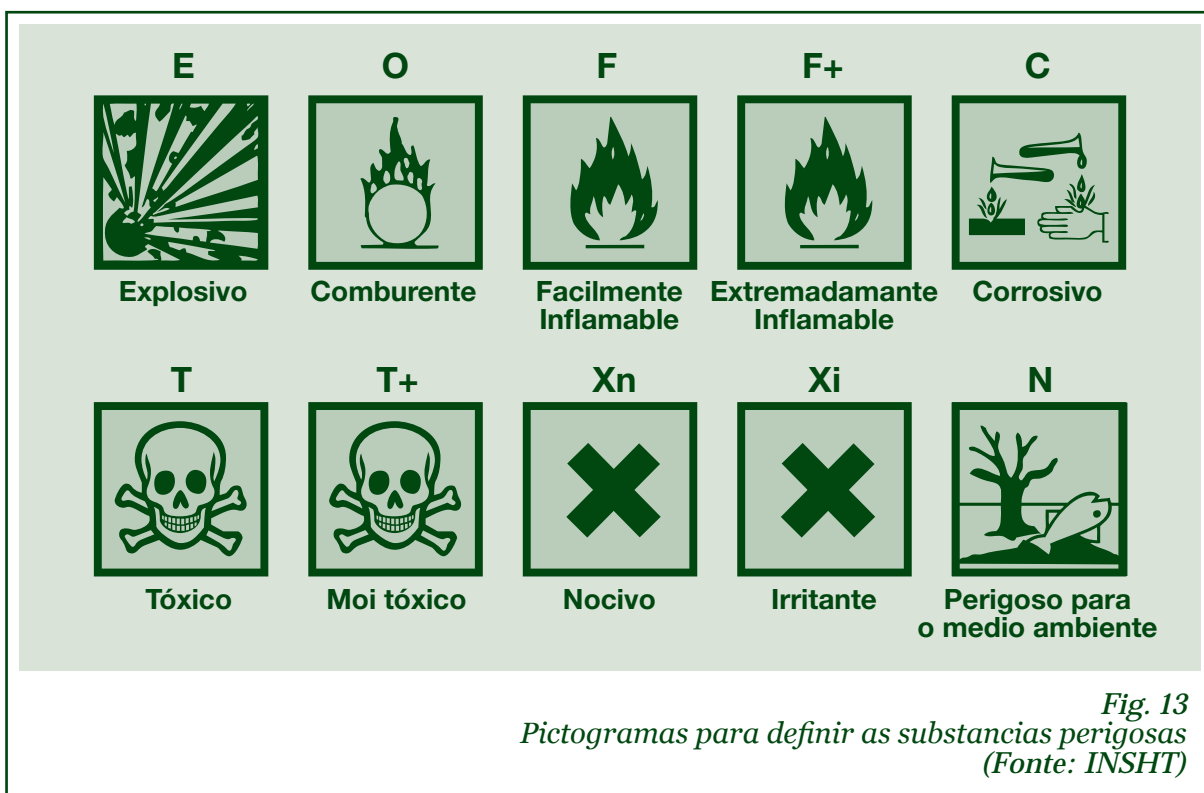 E O F F+ C
Explosivo Comburente Facilmente Extremadamante Corrosivo
Inflamable Inflamable
T T+ Xn Xi N
Tóxico Moi tóxico Nocivo Irritante Perigoso para
o medio ambiente
Fig. 13
Pictogramas para definir as substancias perigosas
(Fonte: INSHT)